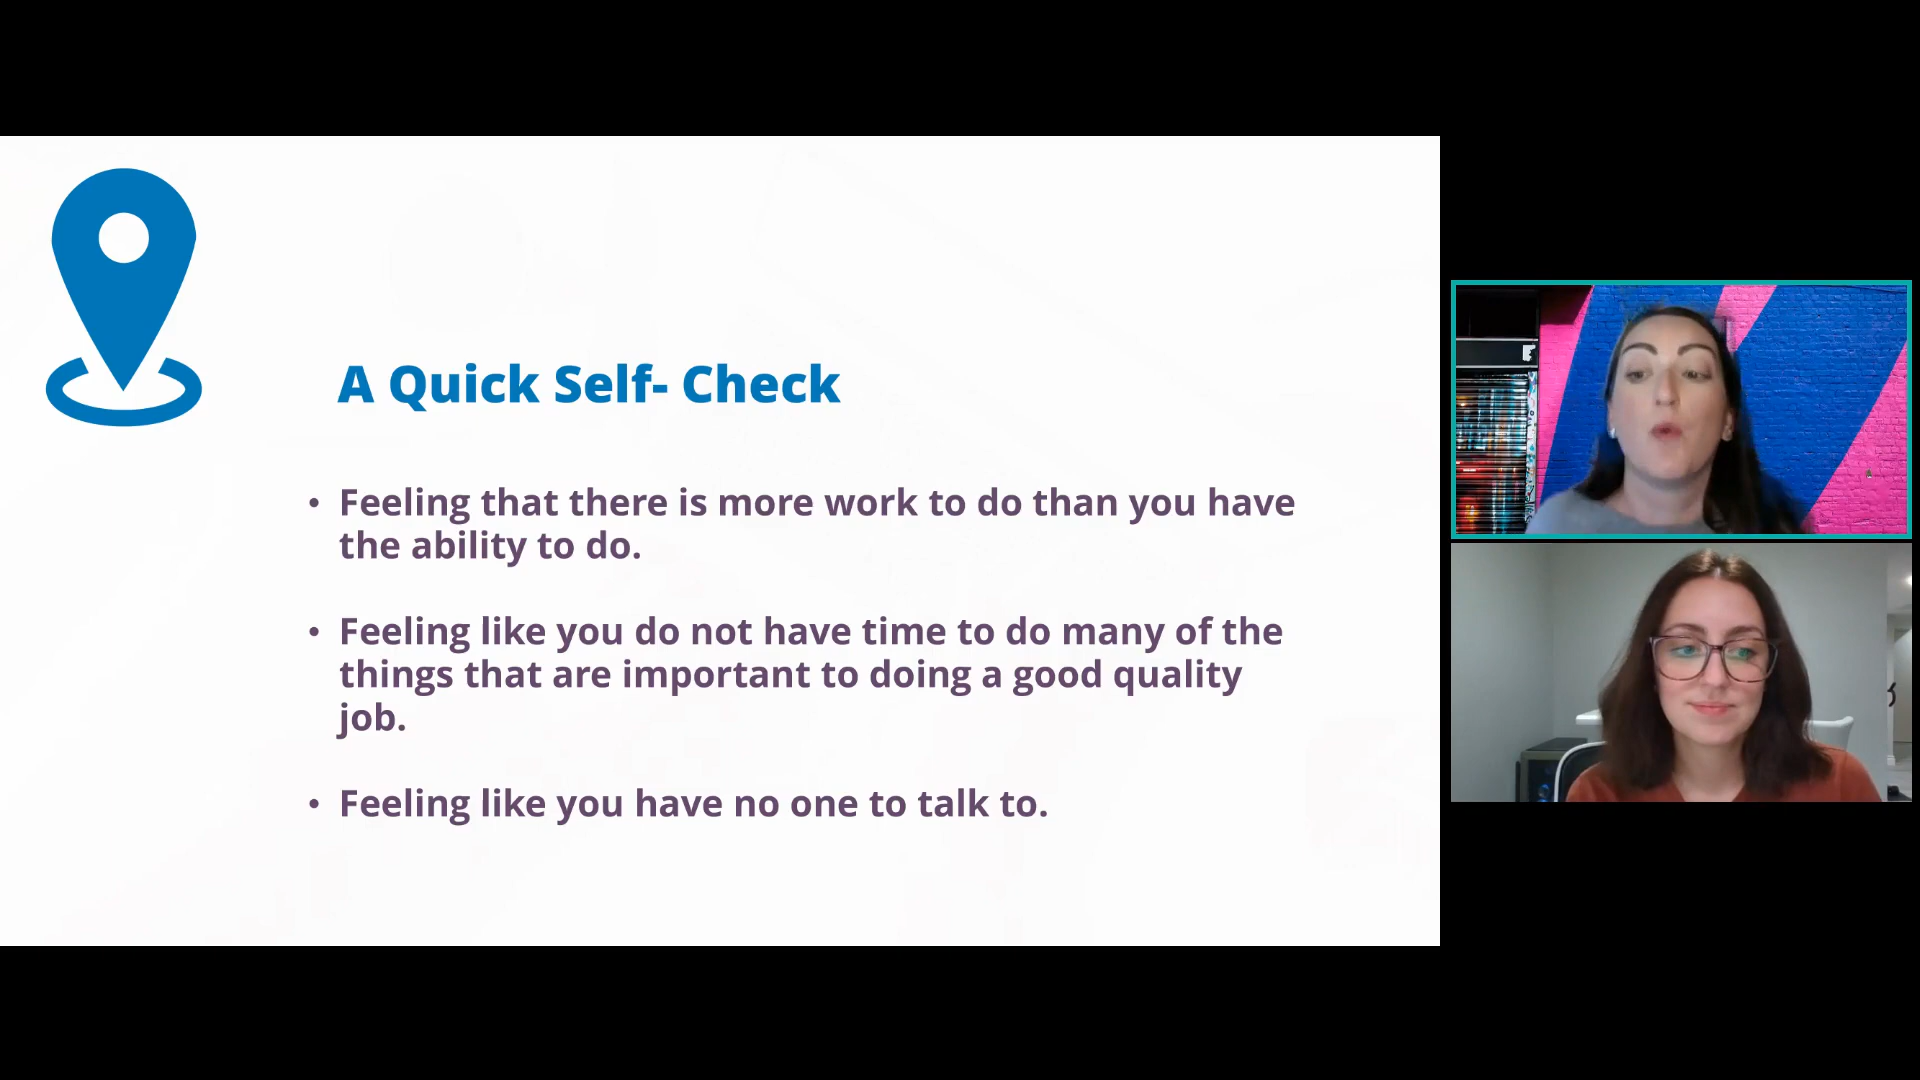 A Quick Self- Check
• Feeling that there is more work to do than you have
the ability to do.
• Feeling like you do not have time to do many of the
things that are important to doing a good quality
job.
• Feeling like you have no one to talk to.